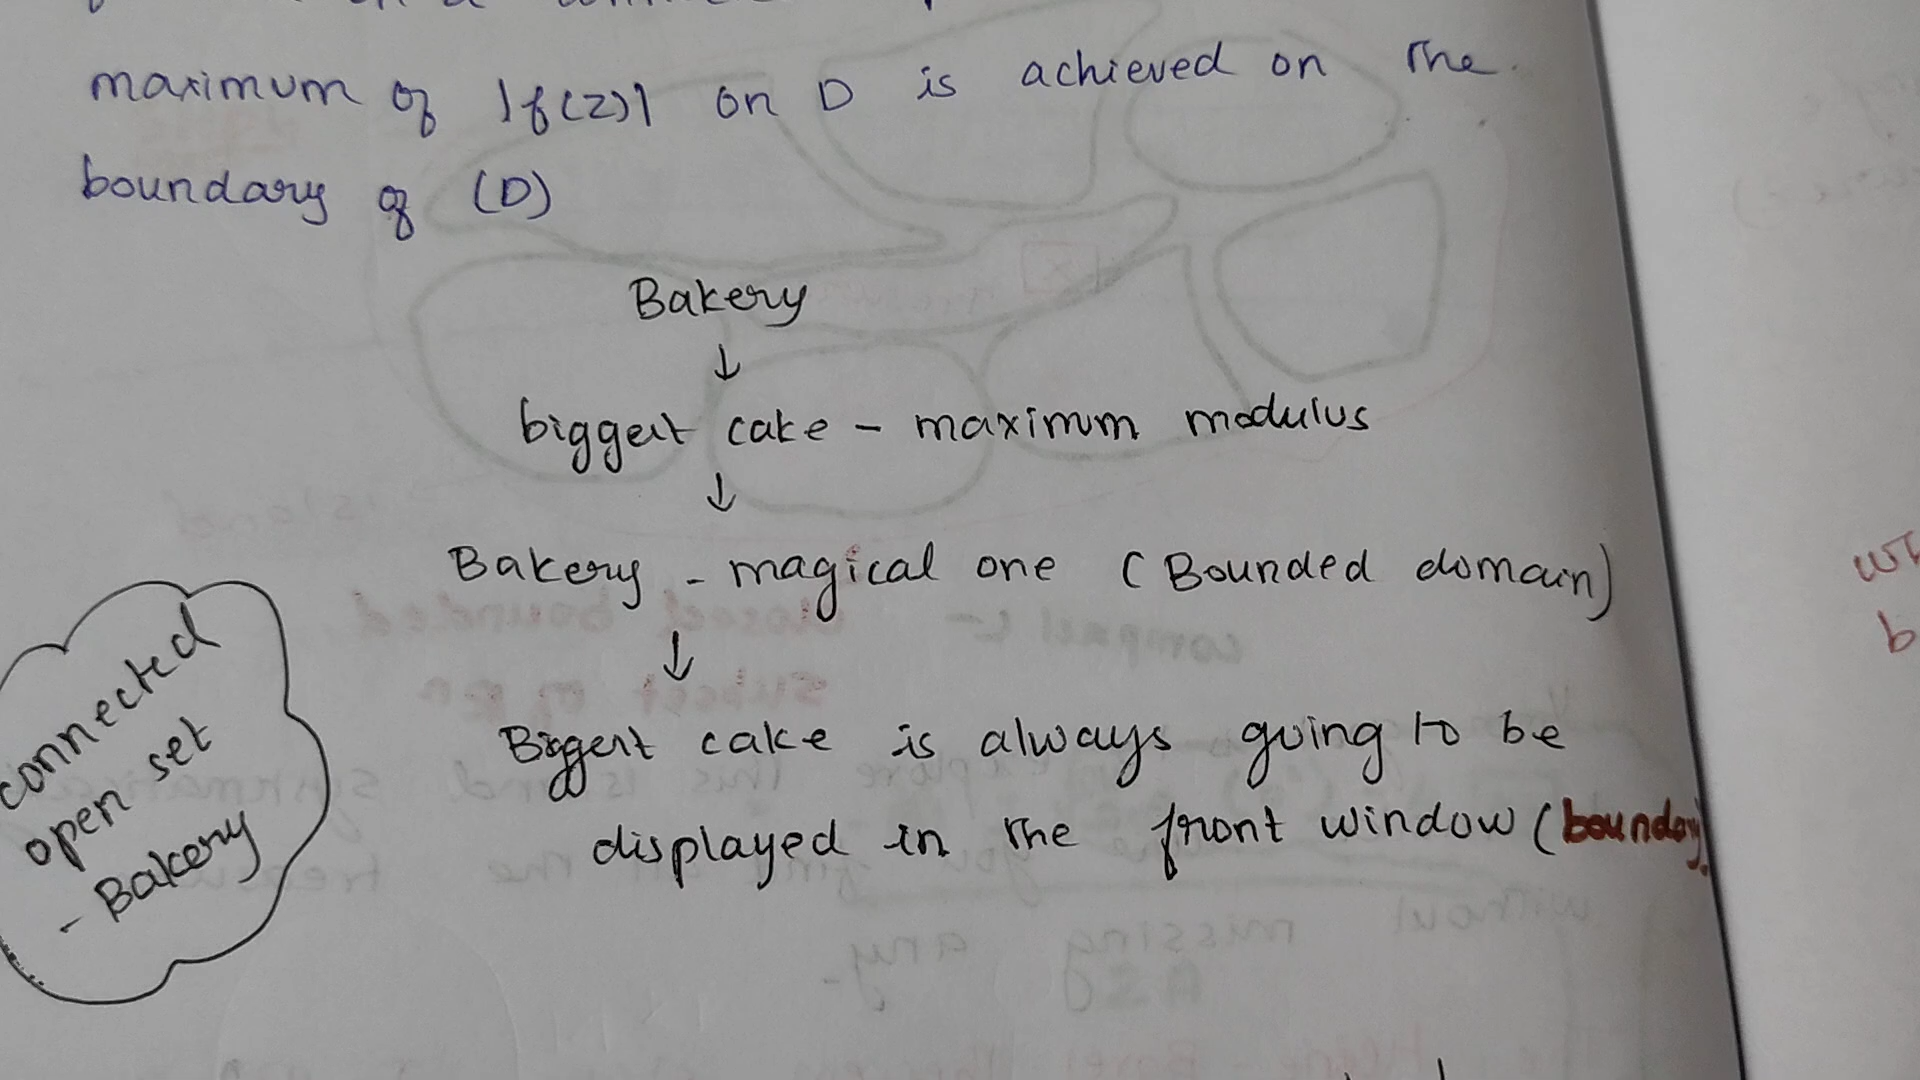 maximum of |f(z)| on D is achieved on the
boundary of (D)
Bakery
↓
biggest cake - maximum modulus
↓
Bakery - magical one (Bounded domain)
↓
Biggest cake is always going to be
displayed in the front window (boundary)
connected
open set
- Bakery